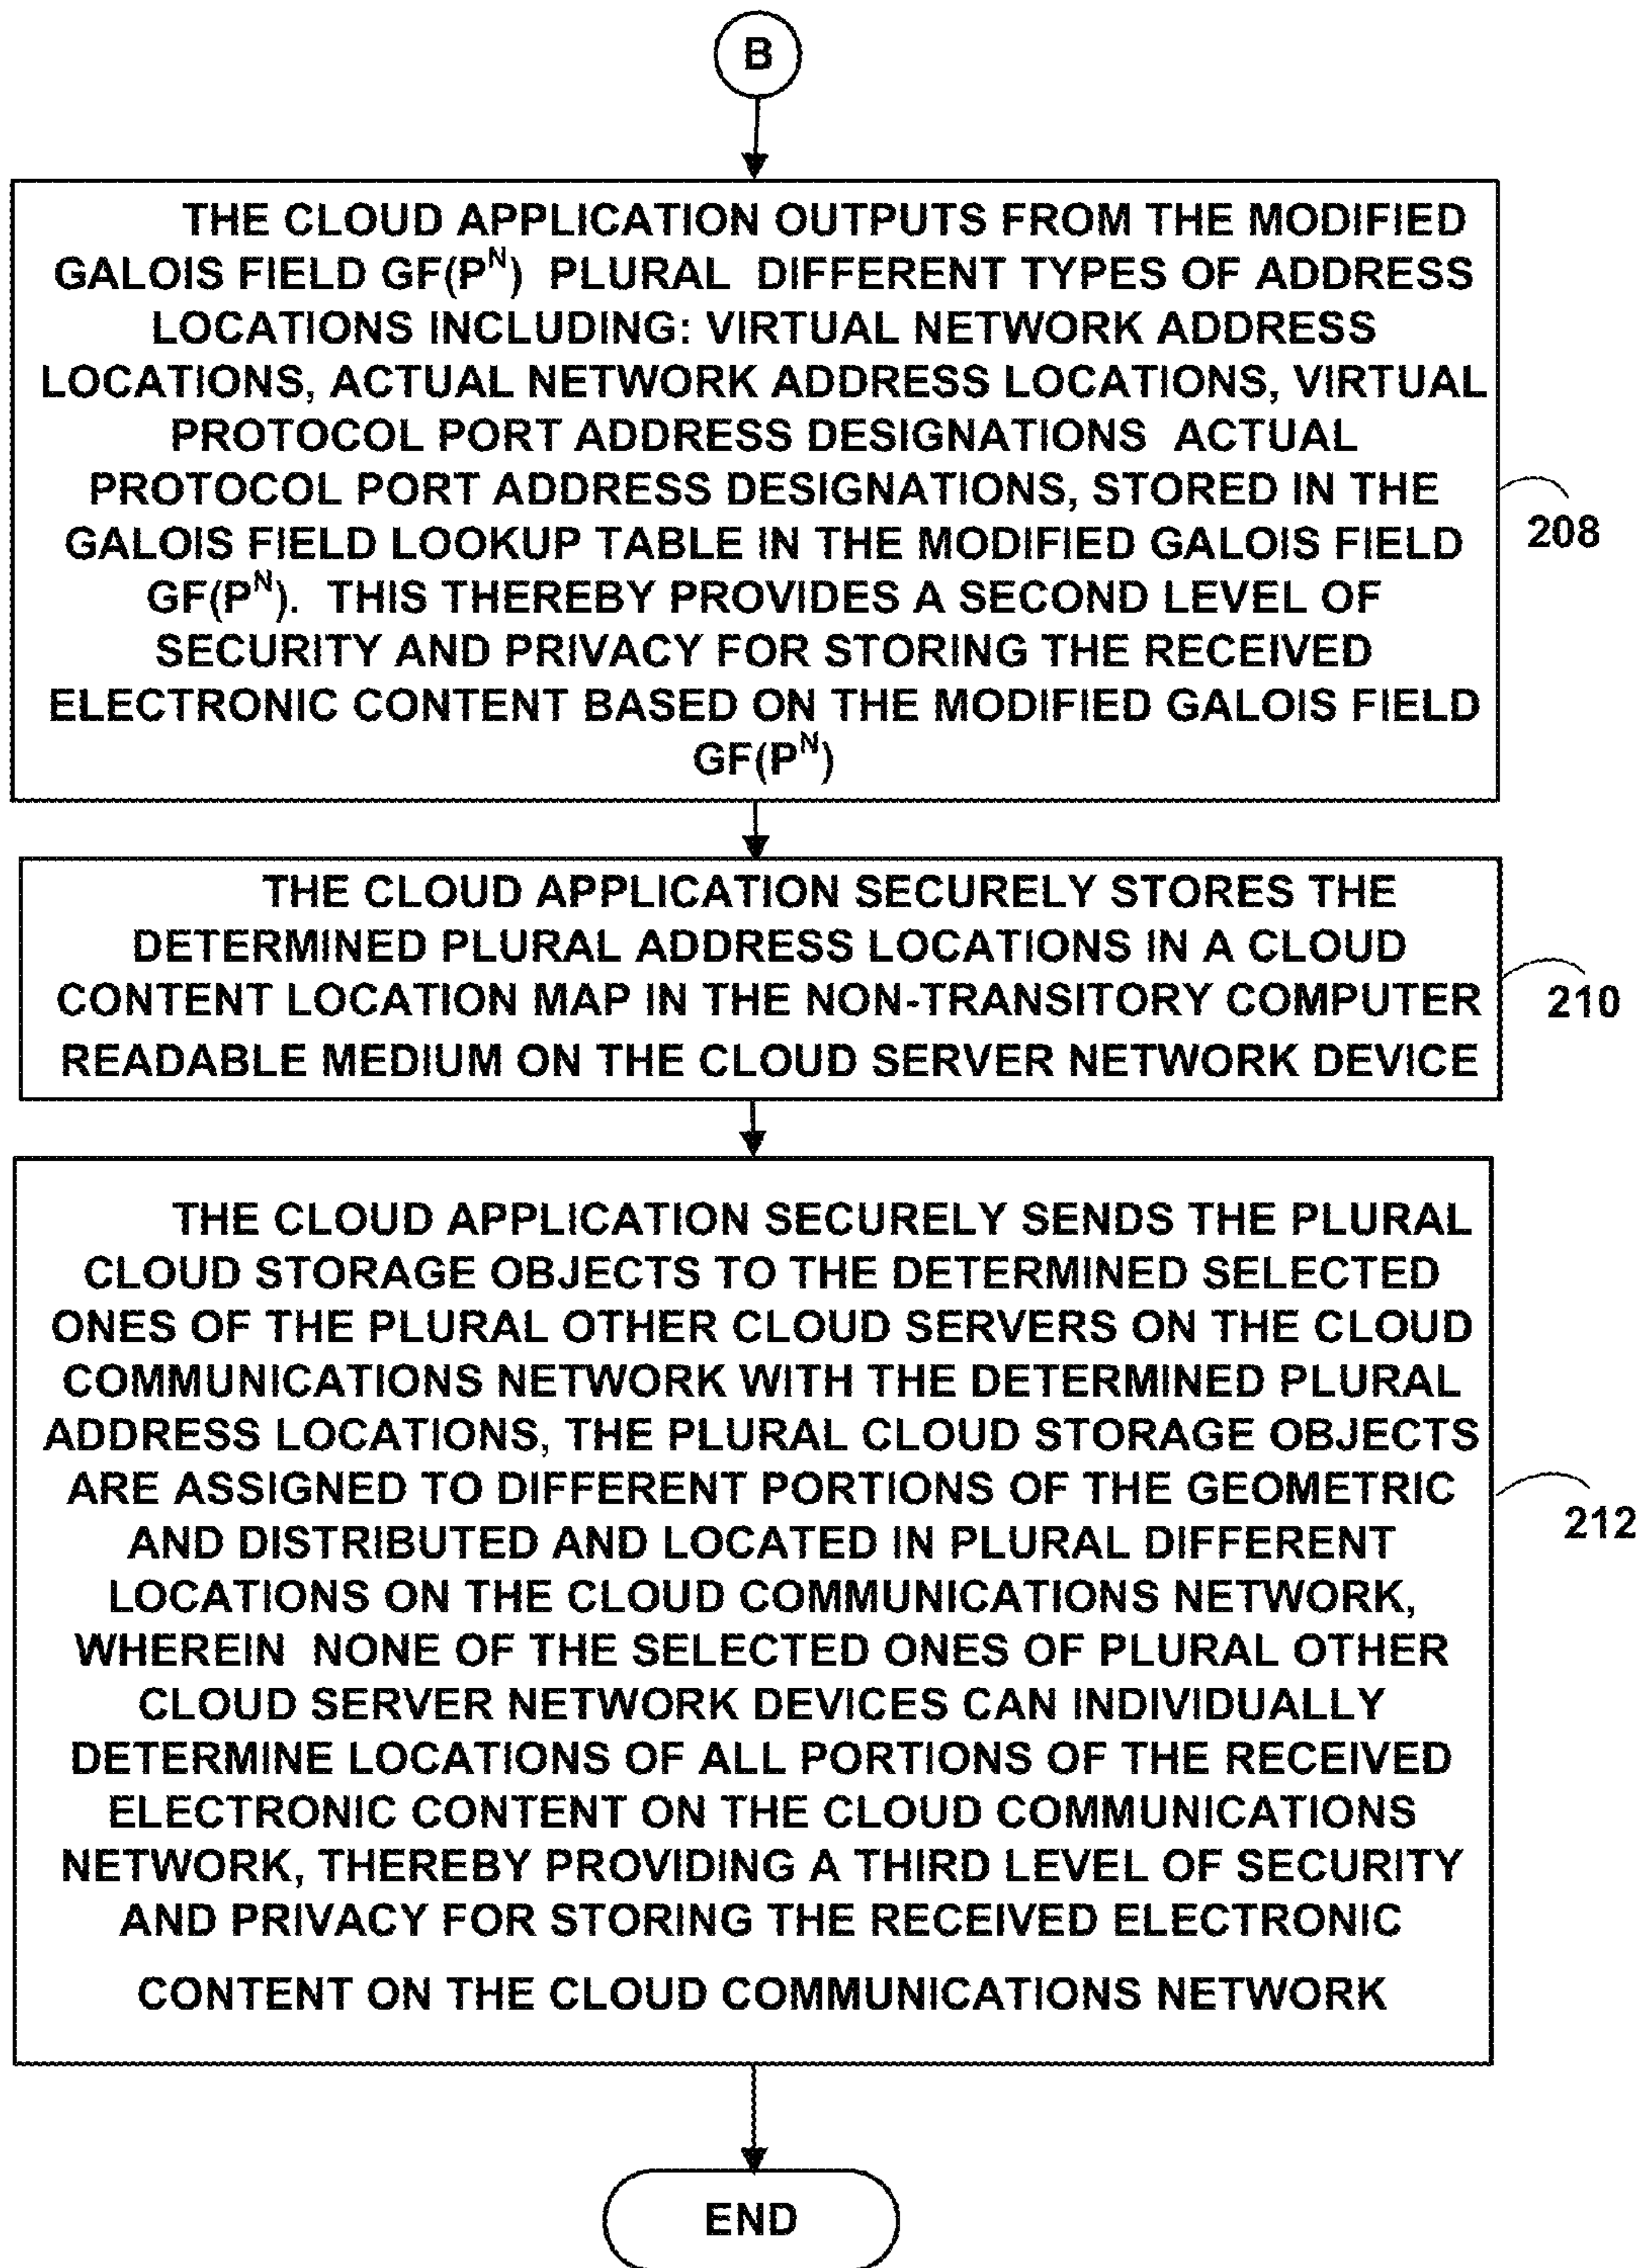 B
THE CLOUD APPLICATION OUTPUTS FROM THE MODIFIED
GALOIS FIELD GF(P^N) PLURAL DIFFERENT TYPES OF ADDRESS
LOCATIONS INCLUDING: VIRTUAL NETWORK ADDRESS
LOCATIONS, ACTUAL NETWORK ADDRESS LOCATIONS, VIRTUAL
PROTOCOL PORT ADDRESS DESIGNATIONS ACTUAL
PROTOCOL PORT ADDRESS DESIGNATIONS, STORED IN THE
GALOIS FIELD LOOKUP TABLE IN THE MODIFIED GALOIS FIELD
GF(P^N). THIS THEREBY PROVIDES A SECOND LEVEL OF
SECURITY AND PRIVACY FOR STORING THE RECEIVED
ELECTRONIC CONTENT BASED ON THE MODIFIED GALOIS FIELD
GF(P^N)
208
THE CLOUD APPLICATION SECURELY STORES THE
DETERMINED PLURAL ADDRESS LOCATIONS IN A CLOUD
CONTENT LOCATION MAP IN THE NON-TRANSITORY COMPUTER
READABLE MEDIUM ON THE CLOUD SERVER NETWORK DEVICE
210
THE CLOUD APPLICATION SECURELY SENDS THE PLURAL
CLOUD STORAGE OBJECTS TO THE DETERMINED SELECTED
ONES OF THE PLURAL OTHER CLOUD SERVERS ON THE CLOUD
COMMUNICATIONS NETWORK WITH THE DETERMINED PLURAL
ADDRESS LOCATIONS, THE PLURAL CLOUD STORAGE OBJECTS
ARE ASSIGNED TO DIFFERENT PORTIONS OF THE GEOMETRIC
AND DISTRIBUTED AND LOCATED IN PLURAL DIFFERENT
LOCATIONS ON THE CLOUD COMMUNICATIONS NETWORK,
WHEREIN NONE OF THE SELECTED ONES OF PLURAL OTHER
CLOUD SERVER NETWORK DEVICES CAN INDIVIDUALLY
DETERMINE LOCATIONS OF ALL PORTIONS OF THE RECEIVED
ELECTRONIC CONTENT ON THE CLOUD COMMUNICATIONS
NETWORK, THEREBY PROVIDING A THIRD LEVEL OF SECURITY
AND PRIVACY FOR STORING THE RECEIVED ELECTRONIC
CONTENT ON THE CLOUD COMMUNICATIONS NETWORK
212
END